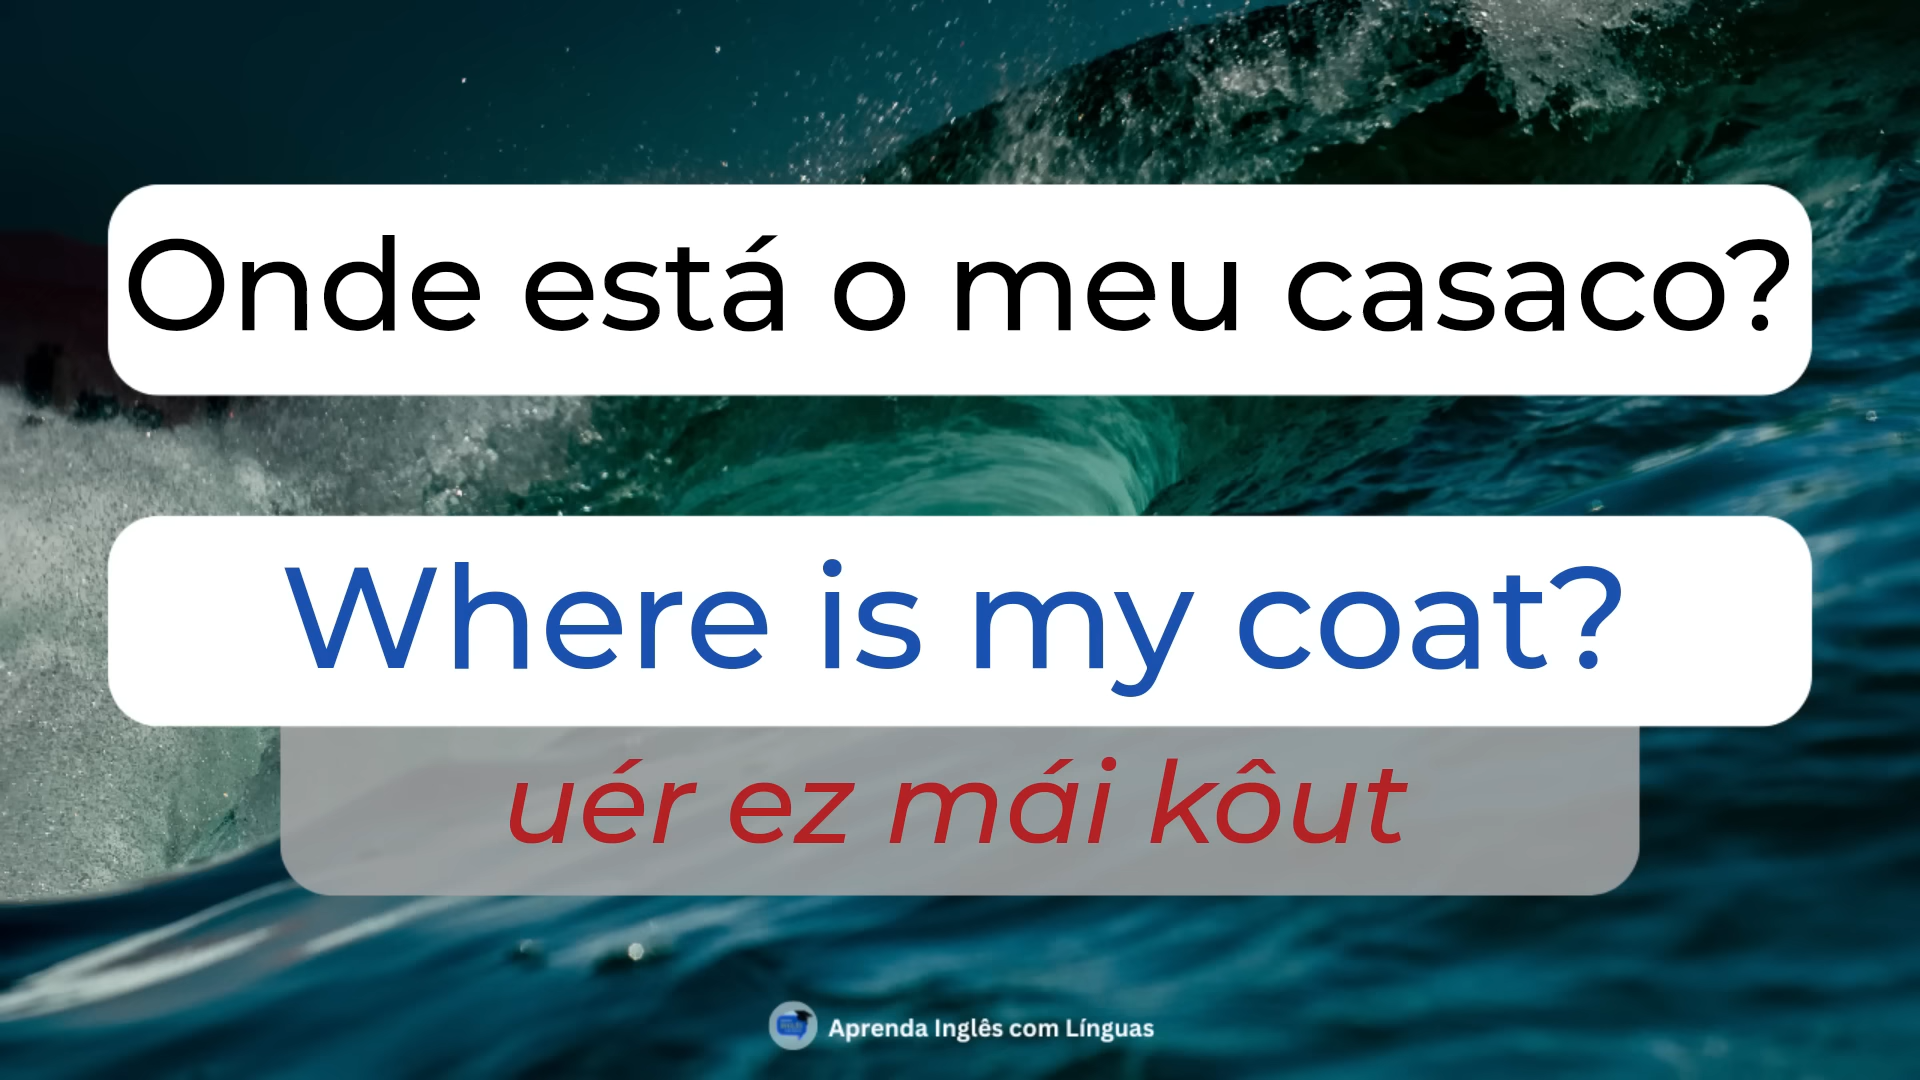 Onde está o meu casaco?
Where is my coat?
uér ez mái kôut
Aprenda Inglês com Línguas